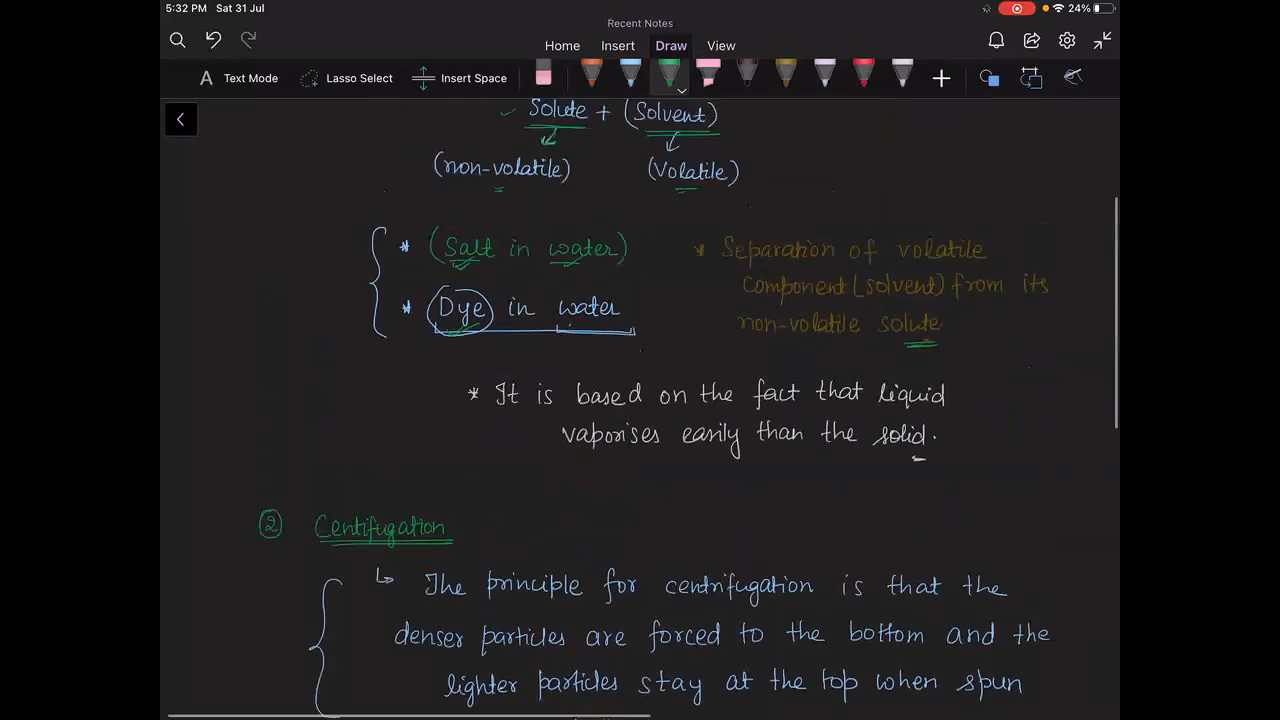 5:32 PM Sat 31 Jul
24%
Recent Notes
Home Insert Draw View
Text Mode Lasso Select Insert Space
Solute + (Solvent)
(non-volatile) (Volatile)
* (Salt in water)
* Dye in water
* Separation of volatile
Component (solvent) from its
non-volatile solute
* It is based on the fact that liquid
vaporises easily than the solid.
② Centifugation
↳ The principle for centrifugation is that the
denser particles are forced to the bottom and the
lighter particles stay at the top when spun